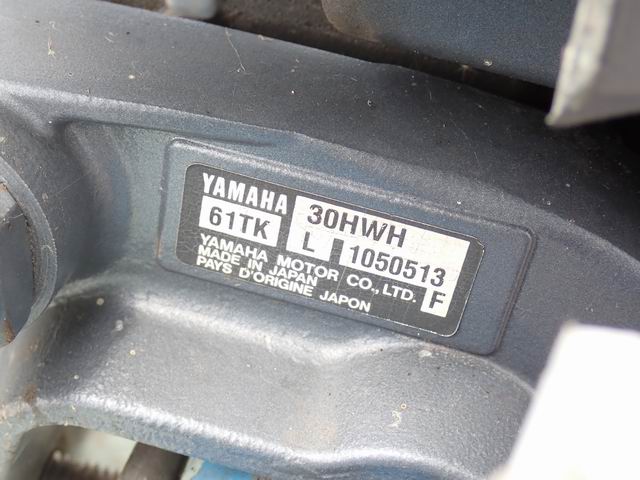 YAMAHA 30HWH
61TK L 1050513
YAMAHA MOTOR CO., LTD. F
MADE IN JAPAN
PAYS D'ORIGINE JAPON